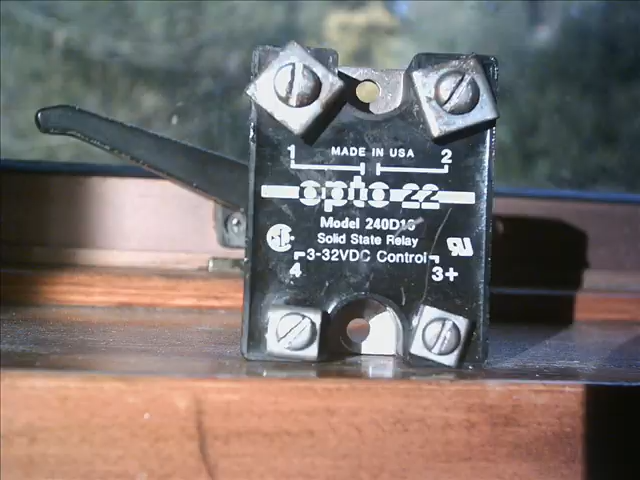 1 MADE IN USA 2
opto 22
Model 240D10
Solid State Relay
3-32VDC Control
4 3+